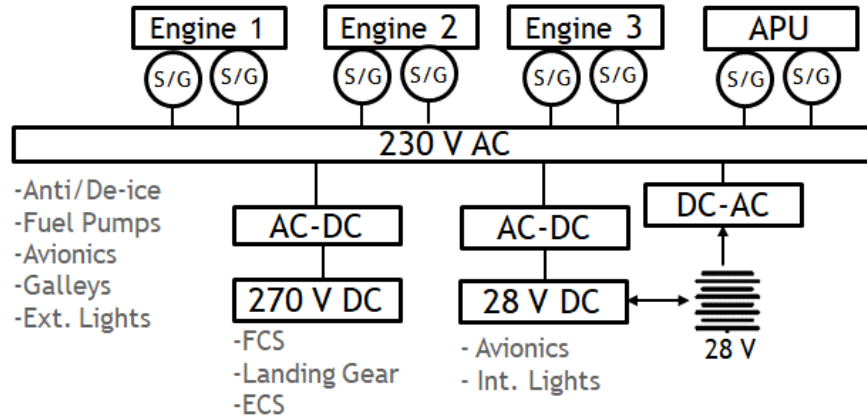 Engine 1
Engine 2
Engine 3
APU
S/G
S/G
S/G
S/G
S/G
S/G
S/G
S/G
230 V AC
-Anti/De-ice
-Fuel Pumps
-Avionics
-Galleys
-Ext. Lights
AC-DC
AC-DC
DC-AC
270 V DC
28 V DC
28 V
-FCS
-Landing Gear
-ECS
- Avionics
- Int. Lights